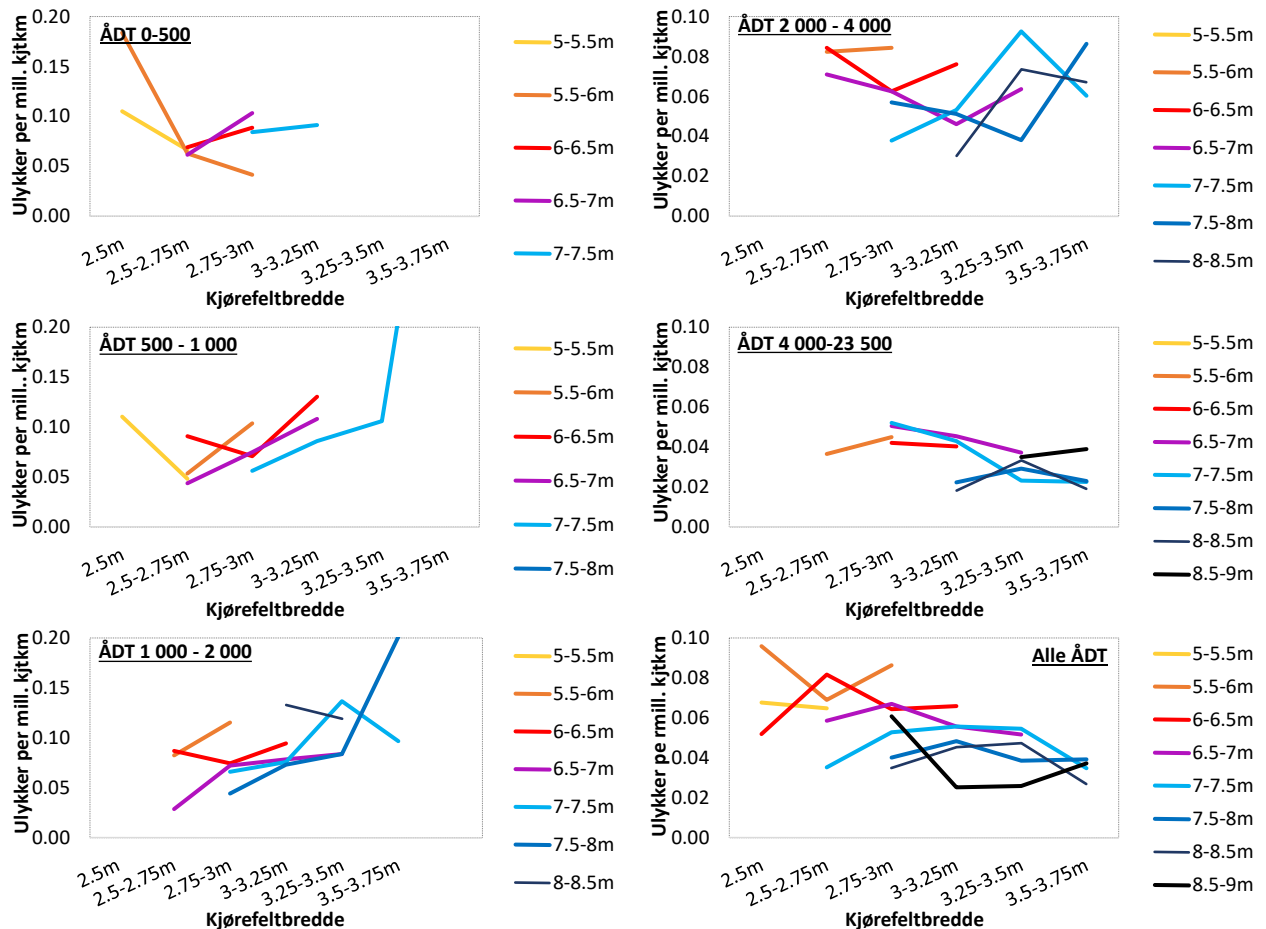 ÅDT 0-500
Ulykker per mill. kjtkm
0.20
0.15
0.10
0.05
0.00
2.5m
2.5-2.75m
2.75-3m
3-3.25m
3.25-3.5m
3.5-3.75m
Kjørefeltbredde
5-5.5m
5.5-6m
6-6.5m
6.5-7m
7-7.5m
ÅDT 2 000 - 4 000
Ulykker per mill. kjtkm
0.10
0.08
0.06
0.04
0.02
0.00
2.5m
2.5-2.75m
2.75-3m
3-3.25m
3.25-3.5m
3.5-3.75m
Kjørefeltbredde
5-5.5m
5.5-6m
6-6.5m
6.5-7m
7-7.5m
7.5-8m
8-8.5m
ÅDT 500 - 1 000
Ulykker per mill.. kjtkm
0.20
0.15
0.10
0.05
0.00
2.5m
2.5-2.75m
2.75-3m
3-3.25m
3.25-3.5m
3.5-3.75m
Kjørefeltbredde
5-5.5m
5.5-6m
6-6.5m
6.5-7m
7-7.5m
7.5-8m
ÅDT 4 000-23 500
Ulykker per mill. kjtkm
0.10
0.08
0.06
0.04
0.02
0.00
2.5m
2.5-2.75m
2.75-3m
3-3.25m
3.25-3.5m
3.5-3.75m
Kjørefeltbredde
5-5.5m
5.5-6m
6-6.5m
6.5-7m
7-7.5m
7.5-8m
8-8.5m
8.5-9m
ÅDT 1 000 - 2 000
Ulykker per mill. kjtkm
0.20
0.15
0.10
0.05
0.00
2.5m
2.5-2.75m
2.75-3m
3-3.25m
3.25-3.5m
3.5-3.75m
Kjørefeltbredde
5-5.5m
5.5-6m
6-6.5m
6.5-7m
7-7.5m
7.5-8m
8-8.5m
Alle ÅDT
Ulykker pe rmill. kjtkm
0.10
0.08
0.06
0.04
0.02
0.00
2.5m
2.5-2.75m
2.75-3m
3-3.25m
3.25-3.5m
3.5-3.75m
Kjørefeltbredde
5-5.5m
5.5-6m
6-6.5m
6.5-7m
7-7.5m
7.5-8m
8-8.5m
8.5-9m